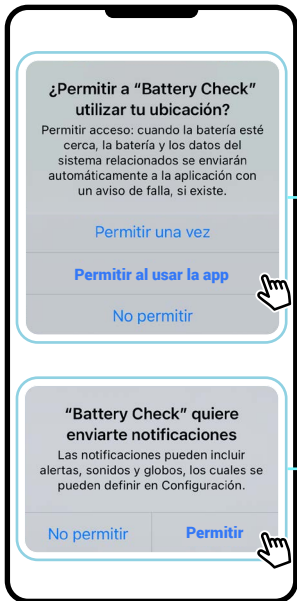 ¿Permitir a “Battery Check”
utilizar tu ubicación?
Permitir acceso: cuando la batería esté
cerca, la batería y los datos del
sistema relacionados se enviarán
automáticamente a la aplicación con
un aviso de falla, si existe.
Permitir una vez
Permitir al usar la app
No permitir
“Battery Check” quiere
enviarte notificaciones
Las notificaciones pueden incluir
alertas, sonidos y globos, los cuales se
pueden definir en Configuración.
No permitir
Permitir